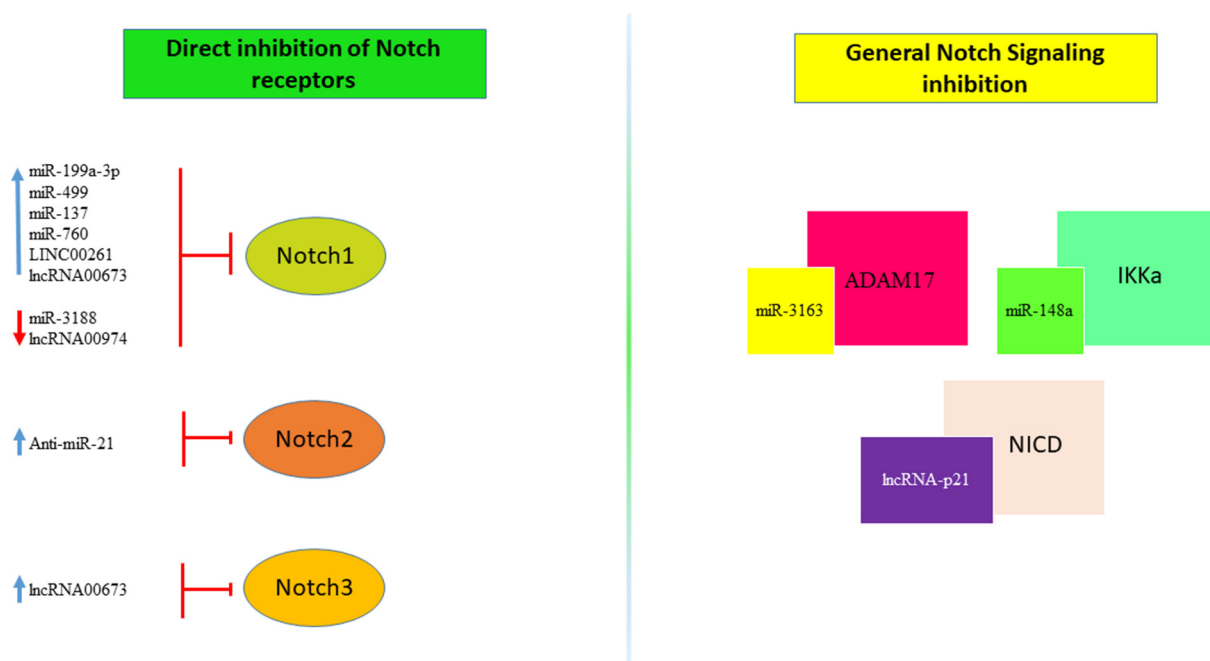 Direct inhibition of Notch
receptors
miR-199a-3p
miR-499
miR-137
miR-760
LINC00261
lncRNA00673
miR-3188
lncRNA00974
Notch1
Anti-miR-21
Notch2
lncRNA00673
Notch3
General Notch Signaling
inhibition
ADAM17
miR-3163
IKKa
miR-148a
NICD
lncRNA-p21